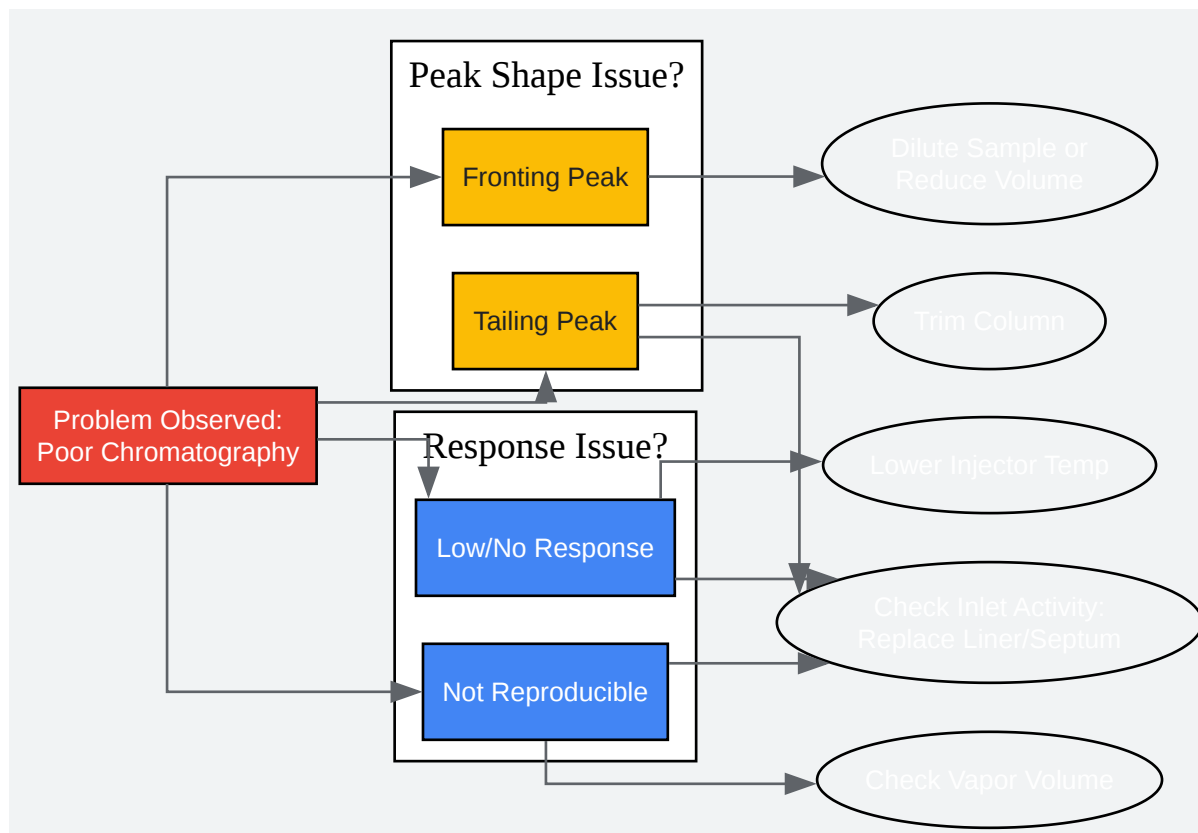 Peak Shape Issue?
Fronting Peak
Dilute Sample or
Reduce Volume
Tailing Peak
Trim Column
Problem Observed:
Poor Chromatography
Response Issue?
Lower Injector Temp
Low/No Response
Check Inlet Activity:
Replace Liner/Septum
Not Reproducible
Check Vapor Volume